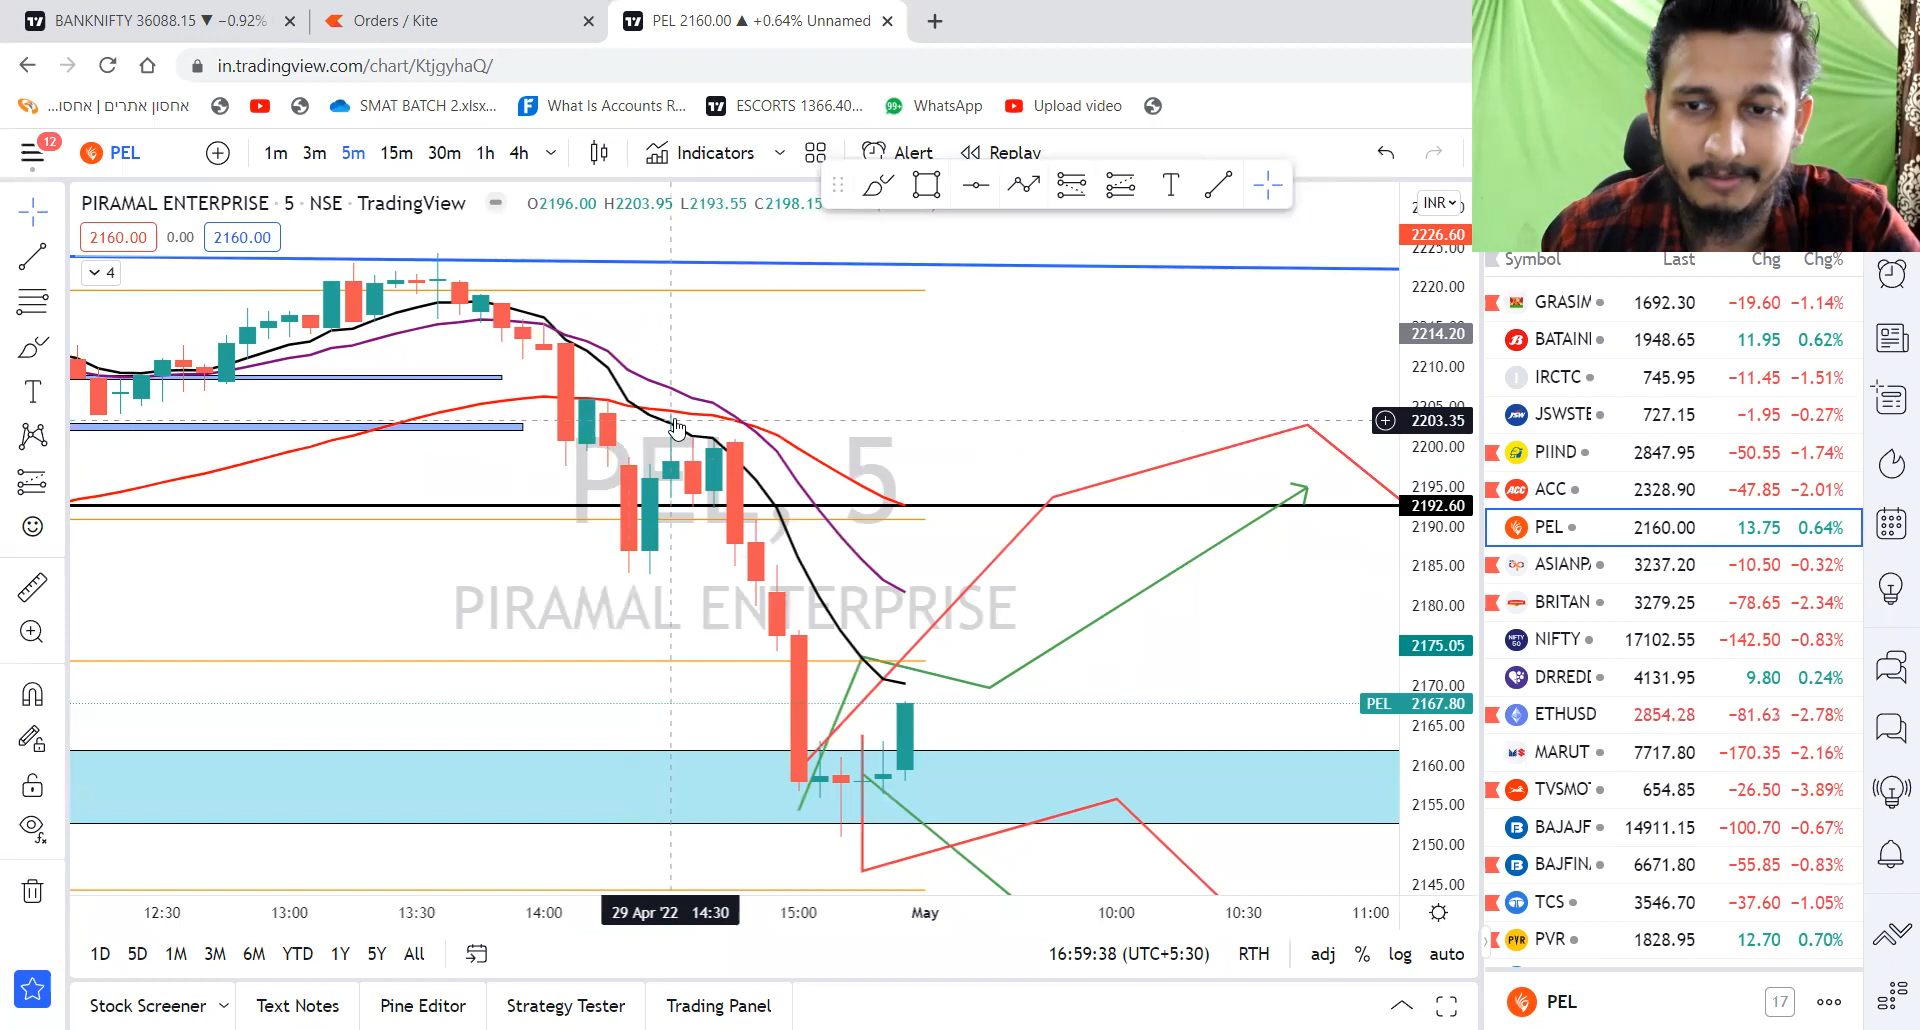 BANKNIFTY 36088.15 ▼ −0.92%
Orders / Kite
PEL 2160.00 ▲ +0.64% Unnamed
in.tradingview.com/chart/KtjgyhaQ/
אחסון אתרים | אחסו...
SMAT BATCH 2.xlsx...
What Is Accounts R...
ESCORTS 1366.40...
99+
WhatsApp
Upload video
12
PEL
1m 3m 5m 15m 30m 1h 4h
Indicators
Alert
Replay
PIRAMAL ENTERPRISE · 5 · NSE · TradingView
O2196.00 H2203.95 L2193.55 C2198.15
INR
2160.00 0.00 2160.00
4
2226.60
2225.00
2220.00
2214.20
2210.00
2203.35
2200.00
2195.00
2192.60
2190.00
2185.00
2180.00
2175.05
2170.00
PEL 2167.80
2165.00
2160.00
2155.00
2150.00
2145.00
PEL, 5
PIRAMAL ENTERPRISE
12:30 13:00 13:30 14:00 29 Apr '22 14:30 15:00 May 10:00 10:30 11:00
1D 5D 1M 3M 6M YTD 1Y 5Y All
16:59:38 (UTC+5:30) RTH adj % log auto
Stock Screener Text Notes Pine Editor Strategy Tester Trading Panel
Symbol Last Chg Chg%
GRASIM 1692.30 −19.60 −1.14%
BATAINI 1948.65 11.95 0.62%
IRCTC 745.95 −11.45 −1.51%
JSWSTE 727.15 −1.95 −0.27%
PIIND 2847.95 −50.55 −1.74%
ACC 2328.90 −47.85 −2.01%
PEL 2160.00 13.75 0.64%
ASIANPA 3237.20 −10.50 −0.32%
BRITAN 3279.25 −78.65 −2.34%
NIFTY 17102.55 −142.50 −0.83%
DRREDD 4131.95 9.80 0.24%
ETHUSD 2854.28 −81.63 −2.78%
MARUT 7717.80 −170.35 −2.16%
TVSMO 654.85 −26.50 −3.89%
BAJAJF 14911.15 −100.70 −0.67%
BAJFIN 6671.80 −55.85 −0.83%
TCS 3546.70 −37.60 −1.05%
PVR 1828.95 12.70 0.70%
PEL
17